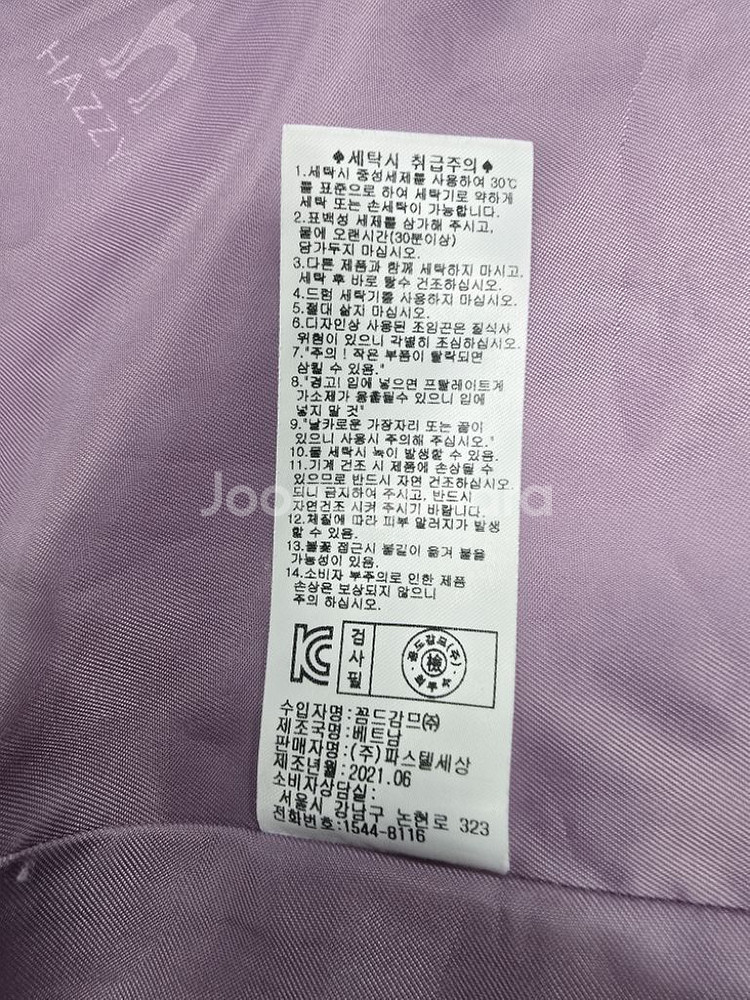 HAZZY
♠세탁시 취급주의♠
1.세탁시 중성세제를 사용하여 30℃
를 표준으로 하여 세탁기로 약하게
세탁 또는 손세탁이 가능합니다.
2.표백성 세제를 삼가해 주시고,
물에 오랜시간(30분이상)
담가두지 마십시오.
3.다른 제품과 함께 세탁하지 마시고,
세탁 후 바로 탈수 건조하십시오.
4.드럼 세탁기를 사용하지 마십시오.
5.절대 삶지 마십시오.
6.디자인상 사용된 조임끈은 질식사
위험이 있으니 각별히 조심하십시오.
7."주의! 작은 부품이 탈락되면
삼킬 수 있음."
8."경고! 입에 넣으면 프탈레이트계
가소제가 용출될수 있으니 입에
넣지 말 것"
9."날카로운 가장자리 또는 끝이
있으니 사용시 주의해 주십시오."
10.물 세탁시 녹이 발생할 수 있음.
11.기계 건조 시 제품에 손상될 수
있으므로 반드시 자연 건조하십시오.
되니 금지하여 주시고, 반드시
자연건조 시켜 주시기 바랍니다.
12.체질에 따라 피부 알러지가 발생
할 수 있음.
13.불꽃 접근시 불길이 옮겨 붙을
가능성이 있음.
14.소비자 부주의로 인한 제품
손상은 보상되지 않으니
주의 하십시오.
검사필
檢
수입자명:꼼드감므㈜
제조국명:베트남
판매자명:(주)파스텔세상
제조년월:2021.06
소비자상담실:
서울시 강남구 논현로 323
전화번호:1544-8116